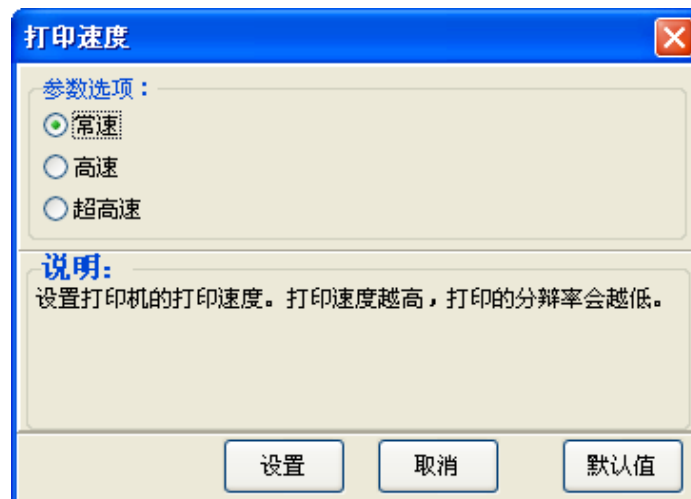 打印速度
参数选项：
常速
高速
超高速
说明:
设置打印机的打印速度。打印速度越高，打印的分辩率会越低。
设置 取消 默认值